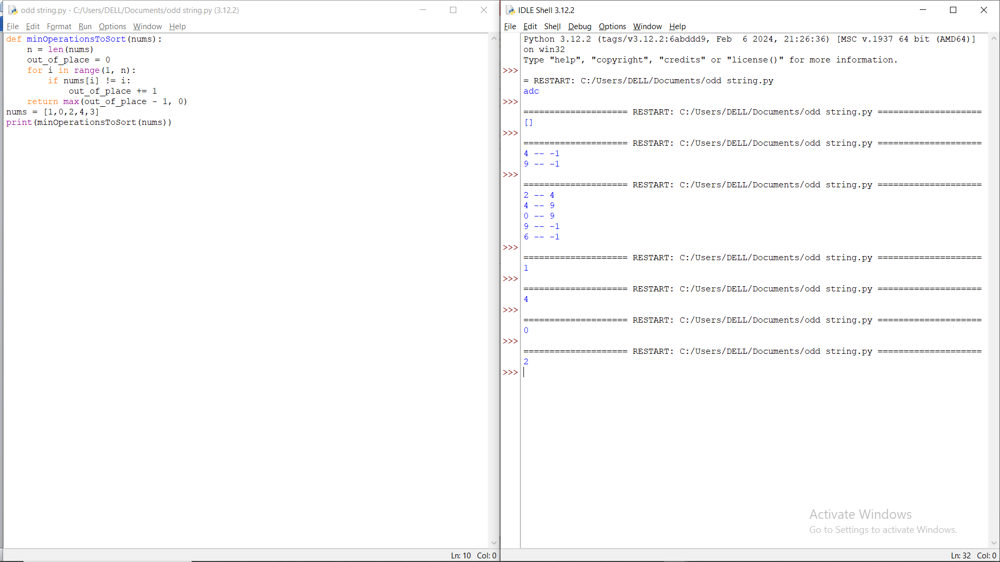 odd string.py - C:/Users/DELL/Documents/odd string.py (3.12.2)
File Edit Format Run Options Window Help
def minOperationsToSort(nums):
    n = len(nums)
    out_of_place = 0
    for i in range(1, n):
        if nums[i] != i:
            out_of_place += 1
    return max(out_of_place - 1, 0)
nums = [1,0,2,4,3]
print(minOperationsToSort(nums))
Ln: 10 Col: 0
IDLE Shell 3.12.2
File Edit Shell Debug Options Window Help
Python 3.12.2 (tags/v3.12.2:6abddd9, Feb  6 2024, 21:26:36) [MSC v.1937 64 bit (AMD64)]
on win32
Type "help", "copyright", "credits" or "license()" for more information.
>>>
= RESTART: C:/Users/DELL/Documents/odd string.py
adc
>>>
==================== RESTART: C:/Users/DELL/Documents/odd string.py ====================
[]
>>>
==================== RESTART: C:/Users/DELL/Documents/odd string.py ====================
4 -- -1
9 -- -1
>>>
==================== RESTART: C:/Users/DELL/Documents/odd string.py ====================
2 -- 4
4 -- 9
0 -- 9
9 -- -1
6 -- -1
>>>
==================== RESTART: C:/Users/DELL/Documents/odd string.py ====================
1
>>>
==================== RESTART: C:/Users/DELL/Documents/odd string.py ====================
4
>>>
==================== RESTART: C:/Users/DELL/Documents/odd string.py ====================
0
>>>
==================== RESTART: C:/Users/DELL/Documents/odd string.py ====================
2
>>>
Activate Windows
Go to Settings to activate Windows.
Ln: 32 Col: 0